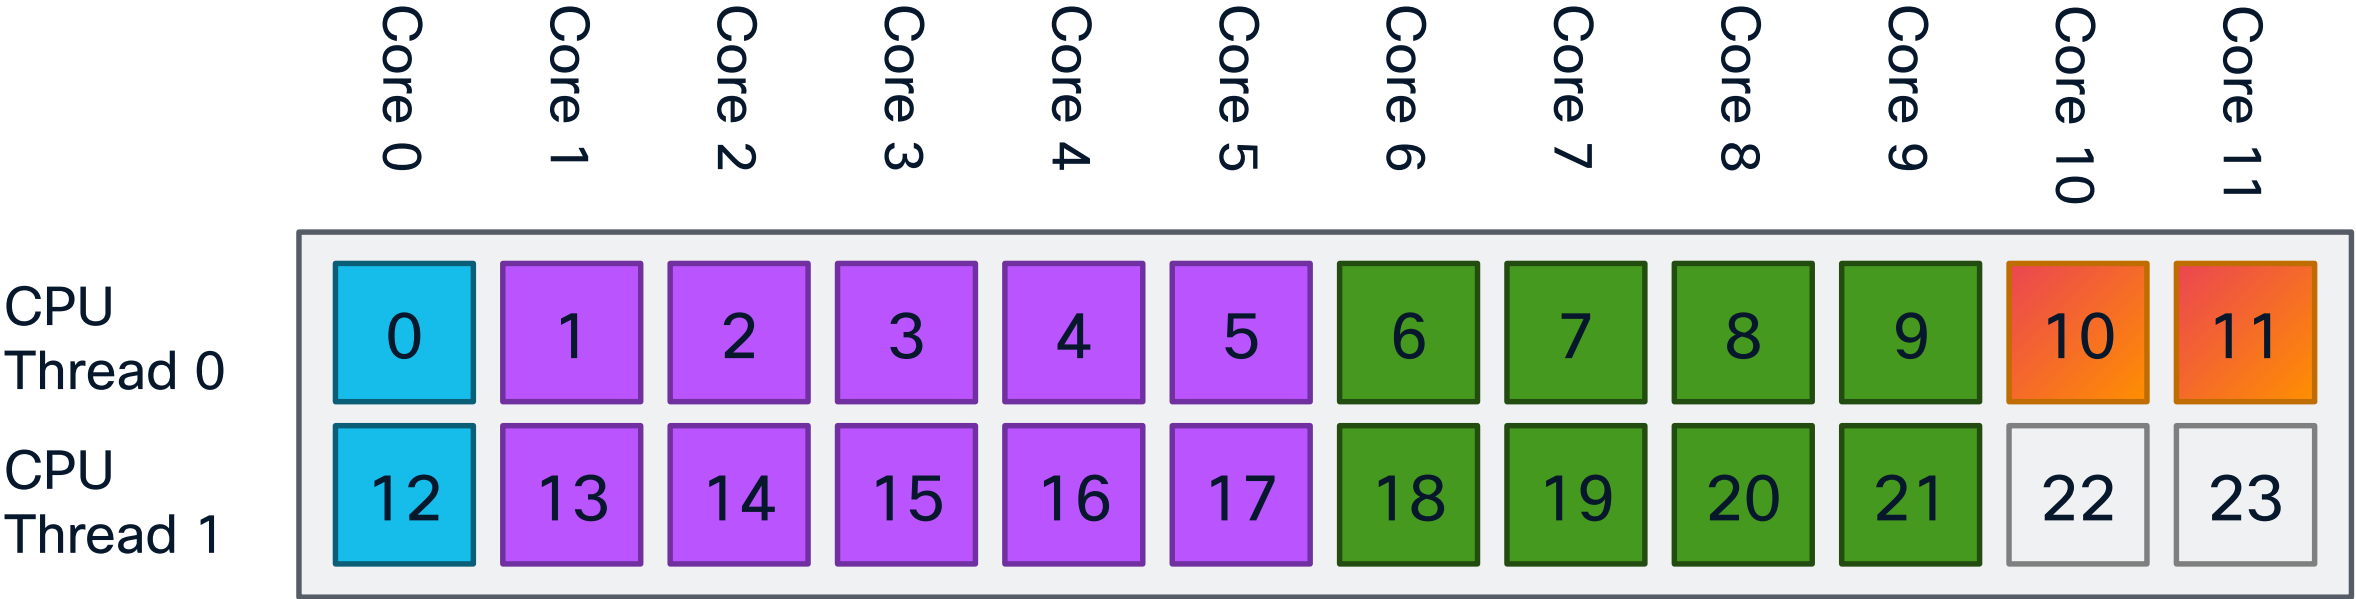 Core 0
Core 1
Core 2
Core 3
Core 4
Core 5
Core 6
Core 7
Core 8
Core 9
Core 10
Core 11
CPU
Thread 0
0 1 2 3 4 5 6 7 8 9 10 11
CPU
Thread 1
12 13 14 15 16 17 18 19 20 21 22 23